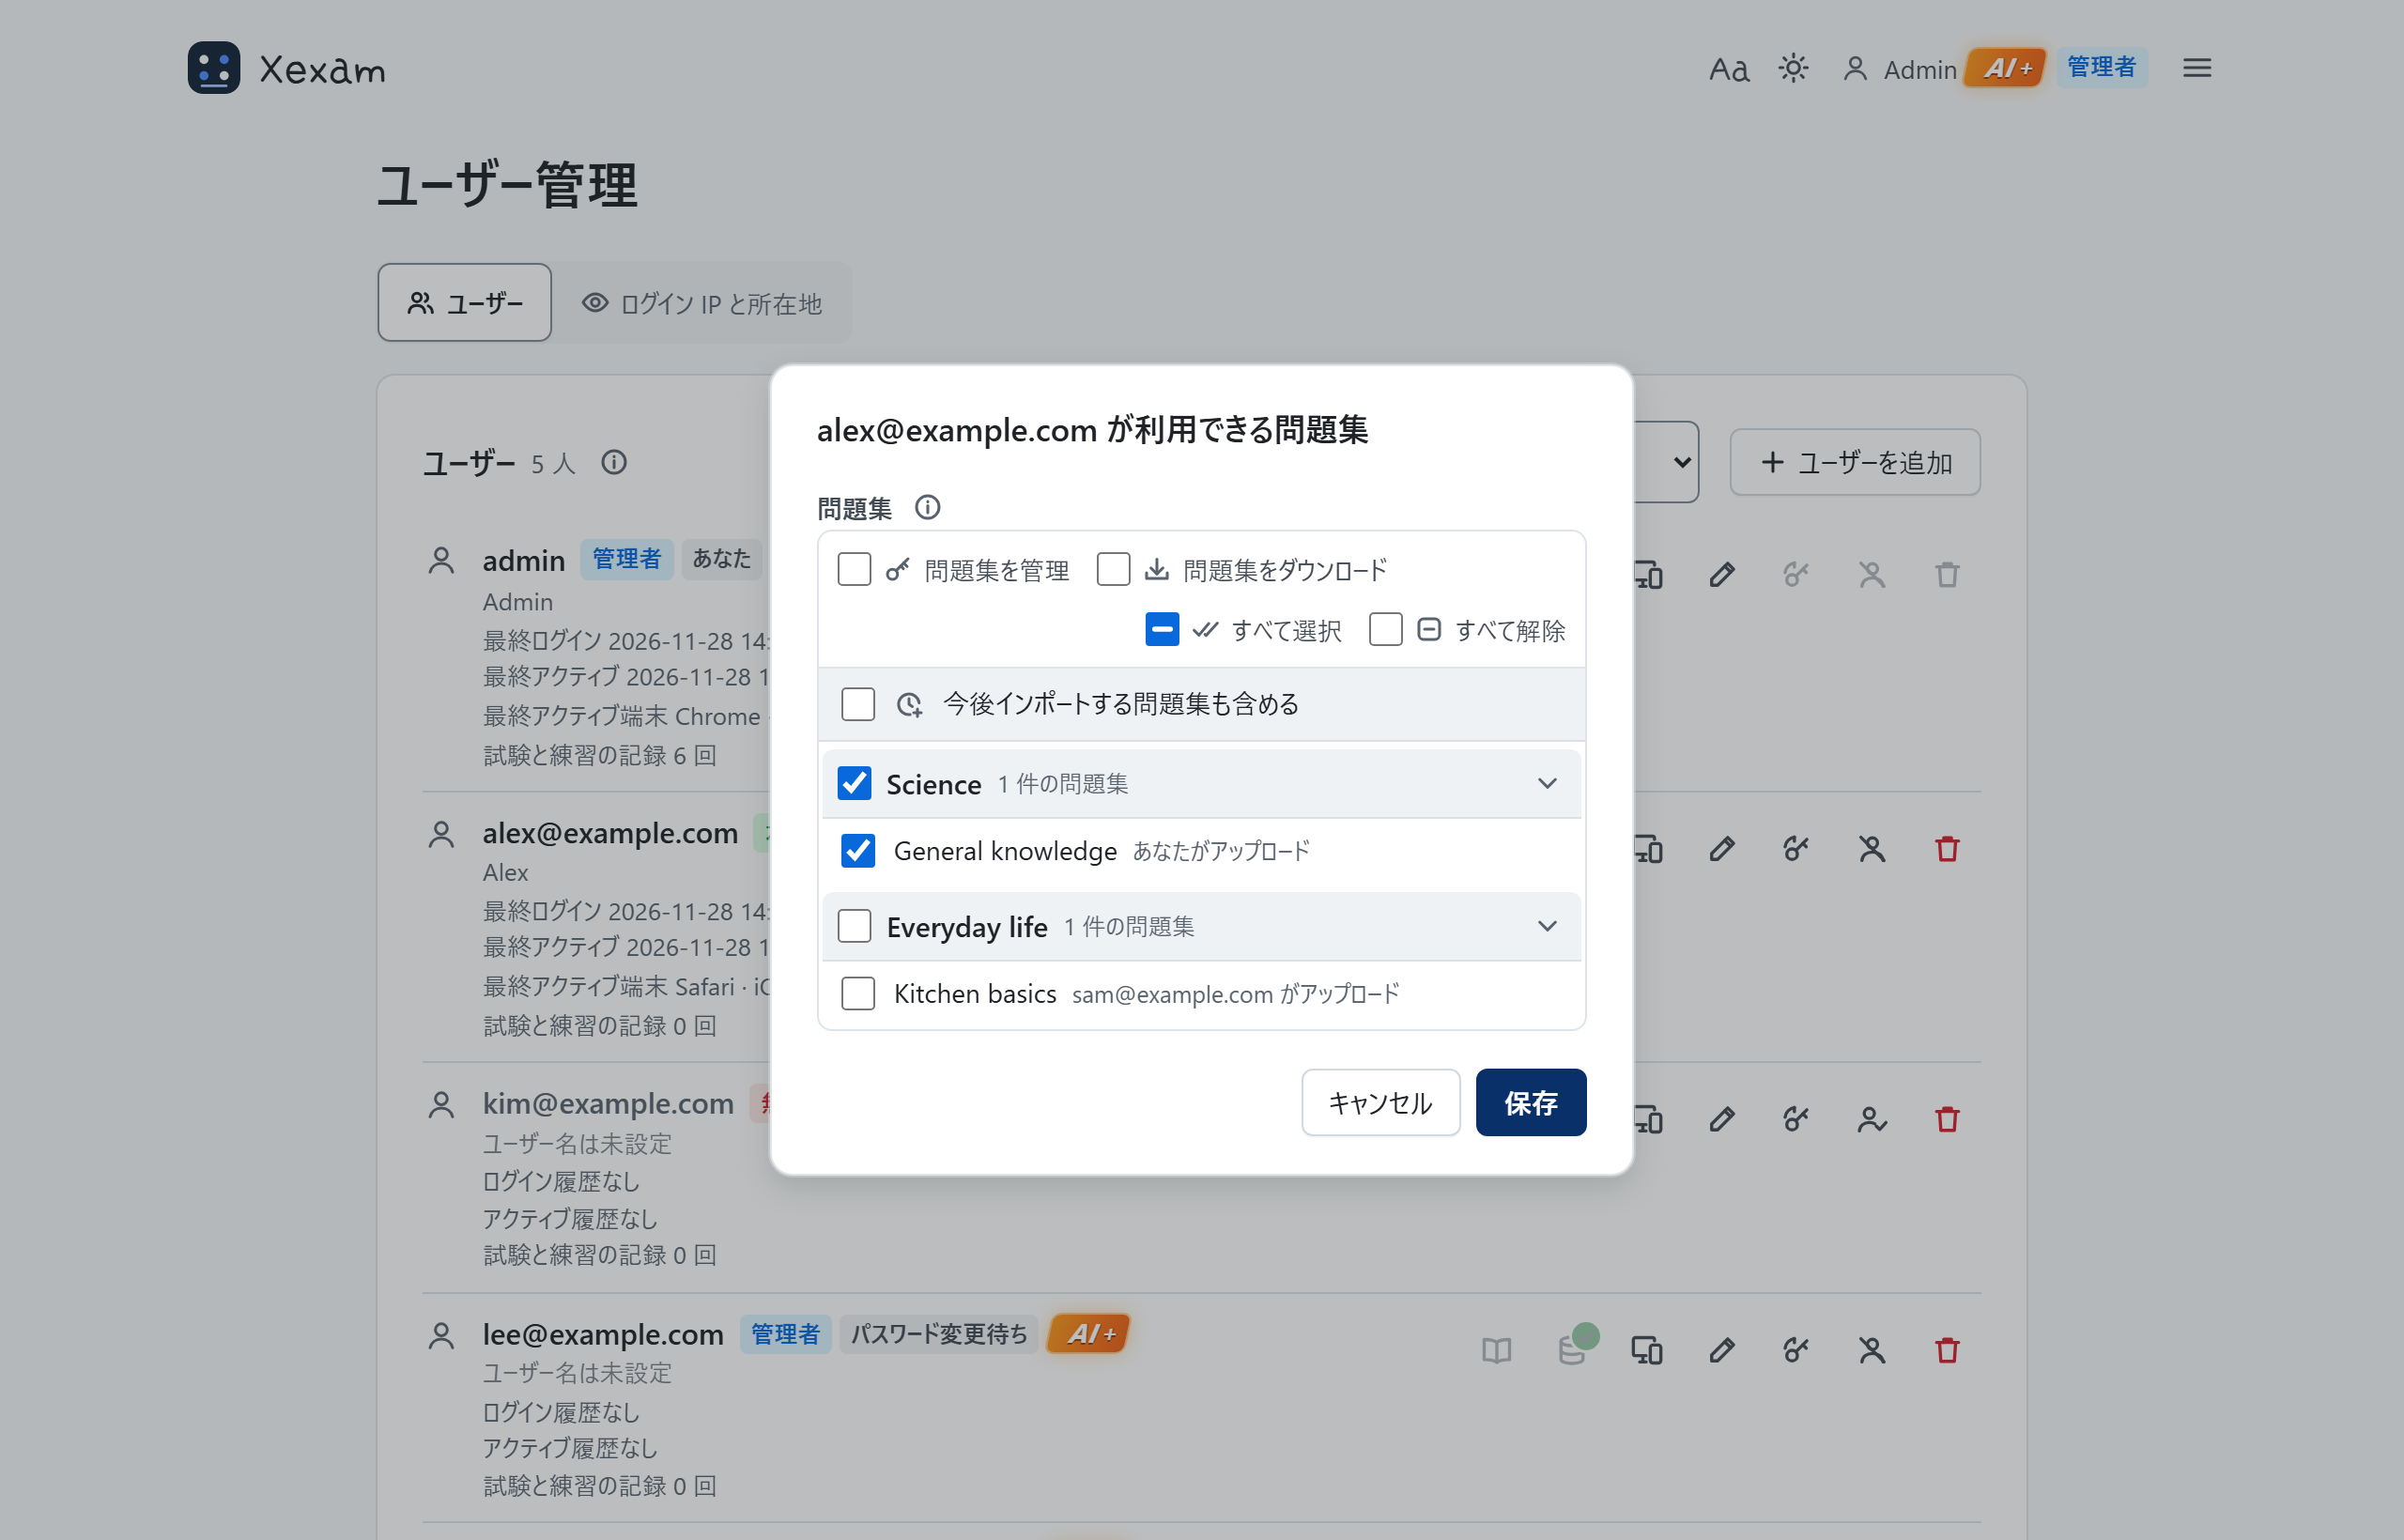 Xexam
Aa Admin AI+ 管理者
ユーザー管理
ユーザー ログイン IP と所在地
ユーザー 5 人
ユーザーを追加
admin 管理者 あなた
Admin
最終ログイン 2026-11-28 14:
最終アクティブ 2026-11-28 1
最終アクティブ端末 Chrome ·
試験と練習の記録 6 回
alex@example.com
Alex
最終ログイン 2026-11-28 14:
最終アクティブ 2026-11-28 1
最終アクティブ端末 Safari · iO
試験と練習の記録 0 回
kim@example.com
ユーザー名は未設定
ログイン履歴なし
アクティブ履歴なし
試験と練習の記録 0 回
lee@example.com 管理者 パスワード変更待ち AI+
ユーザー名は未設定
ログイン履歴なし
アクティブ履歴なし
試験と練習の記録 0 回
alex@example.com が利用できる問題集
問題集
問題集を管理 問題集をダウンロード
すべて選択 すべて解除
今後インポートする問題集も含める
Science 1 件の問題集
General knowledge あなたがアップロード
Everyday life 1 件の問題集
Kitchen basics sam@example.com がアップロード
キャンセル 保存